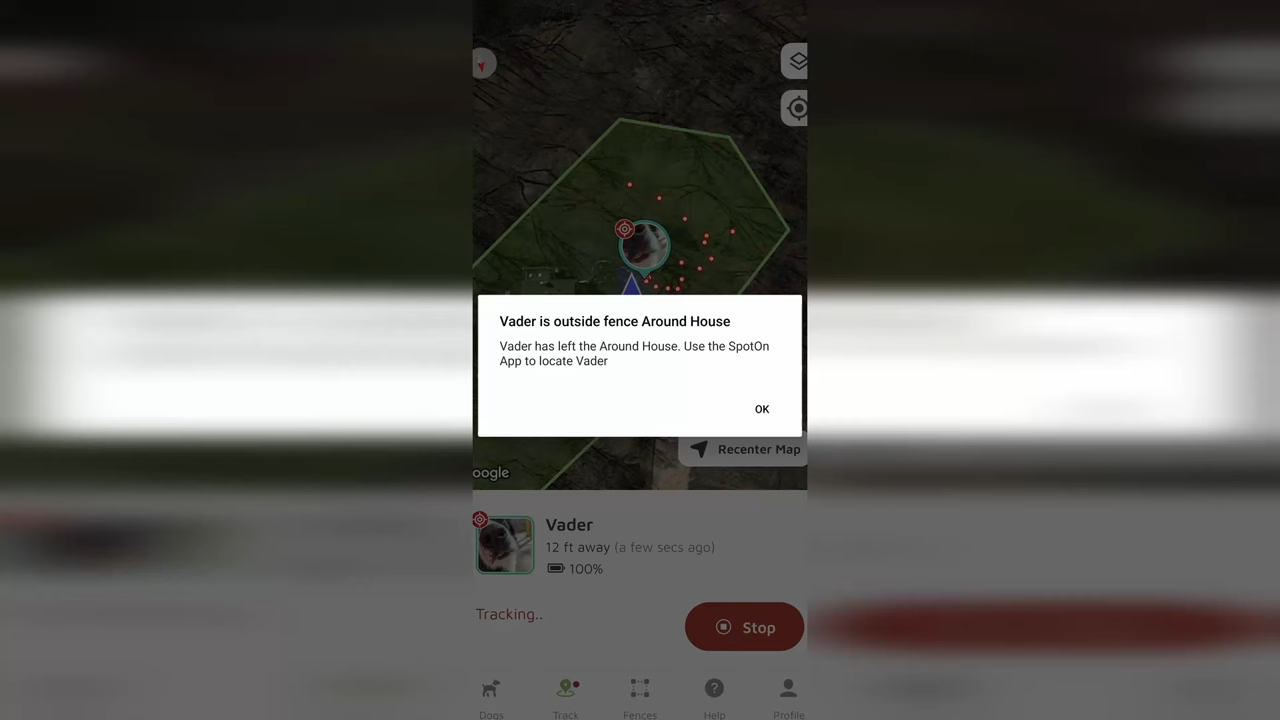 Vader is outside fence Around House
Vader has left the Around House. Use the SpotOn
App to locate Vader
OK
Recenter Map
oogle
Vader
12 ft away (a few secs ago)
100%
Tracking..
Stop
Dogs
Track
Fences
Help
Profile